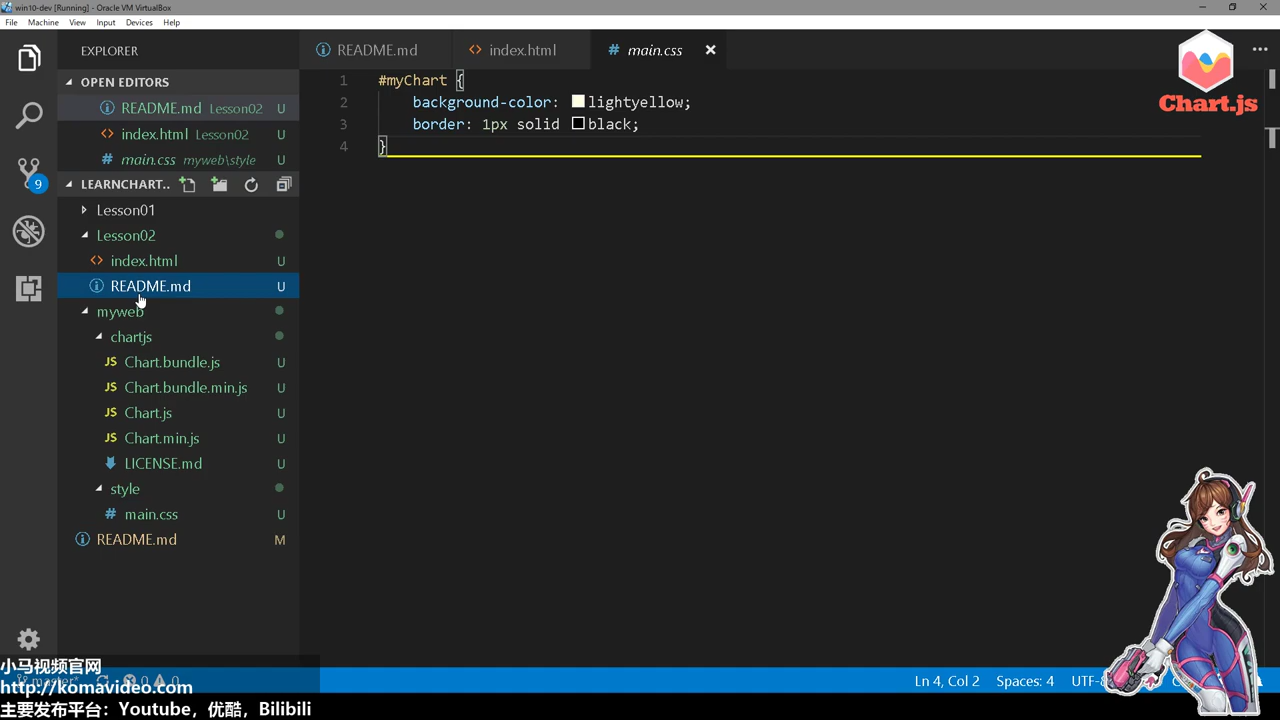 win10-dev [Running] - Oracle VM VirtualBox
File Machine View Input Devices Help
EXPLORER
OPEN EDITORS
README.md Lesson02 U
index.html Lesson02 U
main.css myweb\style U
LEARNCHART..
9
Lesson01
Lesson02
index.html U
README.md U
myweb
chartjs
JS Chart.bundle.js U
JS Chart.bundle.min.js U
JS Chart.js U
JS Chart.min.js U
LICENSE.md U
style
# main.css U
README.md M
README.md
index.html
# main.css
1 #myChart {
2 background-color: lightyellow;
3 border: 1px solid black;
4 }
Chart.js
master* 0 0
Ln 4, Col 2 Spaces: 4
小马视频官网
http://komavideo.com
主要发布平台：Youtube，优酷，Bilibili